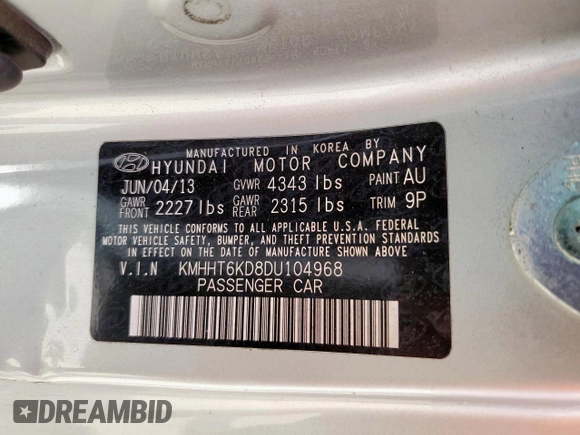 MANUFACTURED IN KOREA BY
HYUNDAI MOTOR COMPANY
JUN/04/13 GVWR 4343 lbs PAINT AU
GAWR FRONT 2227 lbs GAWR REAR 2315 lbs TRIM 9P
THIS VEHICLE CONFORMS TO ALL APPLICABLE U.S.A. FEDERAL
MOTOR VEHICLE SAFETY, BUMPER, AND THEFT PREVENTION STANDARDS
IN EFFECT ON THE DATE OF MANUFACTURE SHOWN ABOVE
V.I.N KMHHT6KD8DU104968
PASSENGER CAR
DREAMBID